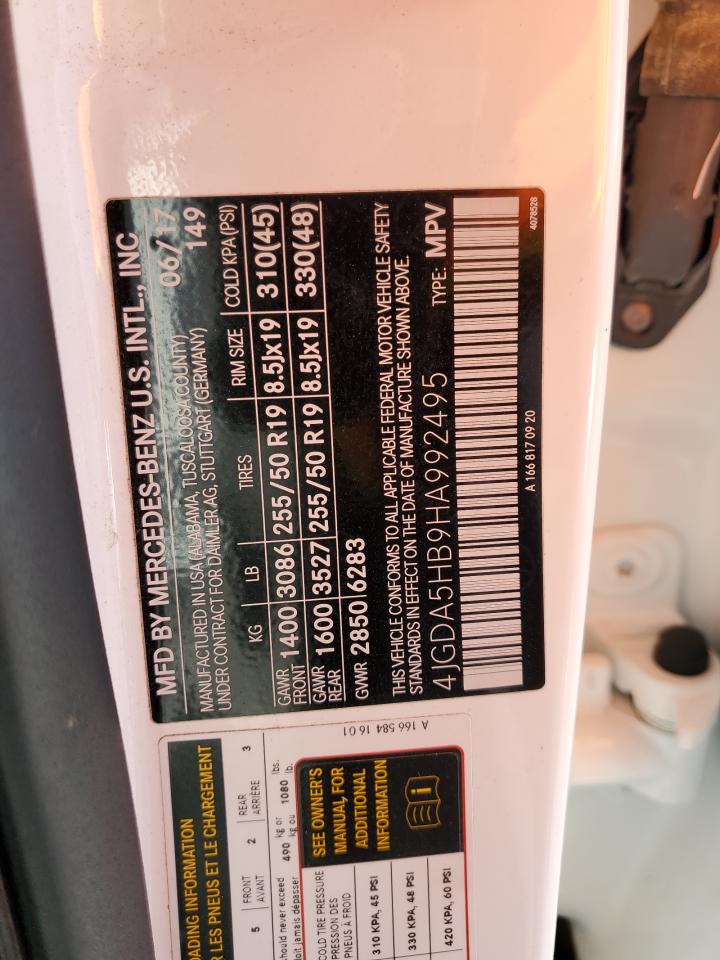 MFD BY MERCEDES-BENZ U.S. INTL., INC
MANUFACTURED IN USA (ALABAMA, TUSCALOOSA COUNTY) 06/17
UNDER CONTRACT FOR DAIMLER AG, STUTTGART (GERMANY) 149
KG LB TIRES RIM SIZE COLD KPA(PSI)
GAWR
FRONT 1400 3086 255/50 R19 8.5Jx19 310(45)
GAWR
REAR 1600 3527 255/50 R19 8.5Jx19 330(48)
GVWR 2850 6283
THIS VEHICLE CONFORMS TO ALL APPLICABLE FEDERAL MOTOR VEHICLE SAFETY
STANDARDS IN EFFECT ON THE DATE OF MANUFACTURE SHOWN ABOVE.
4JGDA5HB9HA992495 TYPE: MPV
A 166 817 09 20 4078528
A 166 584 16 01
ADING INFORMATION
R LES PNEUS ET LE CHARGEMENT
5 FRONT 2 REAR 3
AVANT ARRIÈRE
should never exceed 490 kg or 1080 lbs.
doit jamais dépasser kg ou lb.
COLD TIRE PRESSURE
PRESSION DES
PNEUS À FROID
310 KPA, 45 PSI
330 KPA, 48 PSI
420 KPA, 60 PSI
SEE OWNER'S
MANUAL FOR
ADDITIONAL
INFORMATION
i